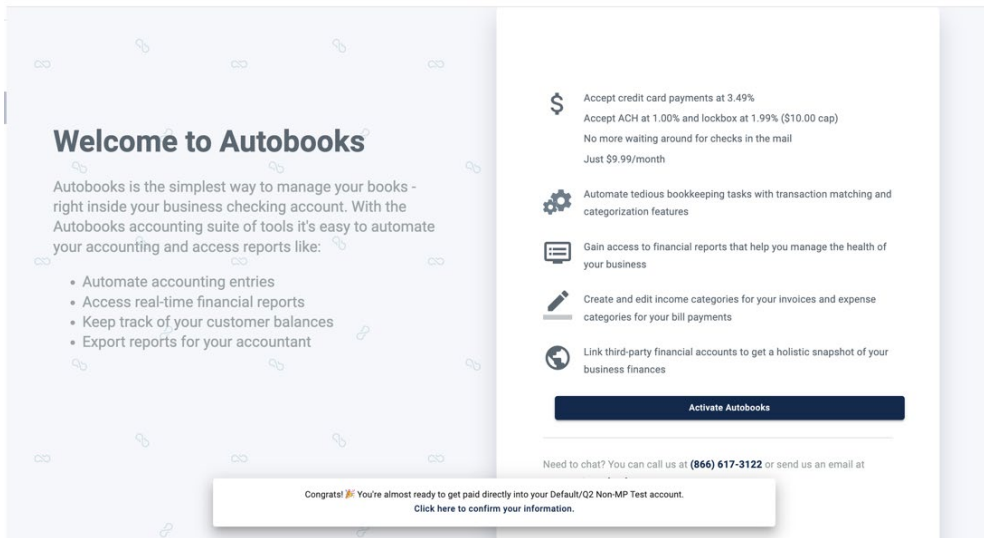 Welcome to Autobooks
Autobooks is the simplest way to manage your books -
right inside your business checking account. With the
Autobooks accounting suite of tools it's easy to automate
your accounting and access reports like:
• Automate accounting entries
• Access real-time financial reports
• Keep track of your customer balances
• Export reports for your accountant
Accept credit card payments at 3.49%
Accept ACH at 1.00% and lockbox at 1.99% ($10.00 cap)
No more waiting around for checks in the mail
Just $9.99/month
Automate tedious bookkeeping tasks with transaction matching and
categorization features
Gain access to financial reports that help you manage the health of
your business
Create and edit income categories for your invoices and expense
categories for your bill payments
Link third-party financial accounts to get a holistic snapshot of your
business finances
Activate Autobooks
Need to chat? You can call us at (866) 617-3122 or send us an email at
Congrats! 🎉 You're almost ready to get paid directly into your Default/Q2 Non-MP Test account.
Click here to confirm your information.